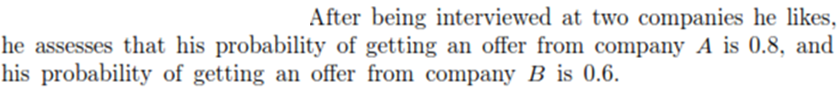 After being interviewed at two companies he likes,
he assesses that his probability of getting an offer from company A is 0.8, and
his probability of getting an offer from company B is 0.6.